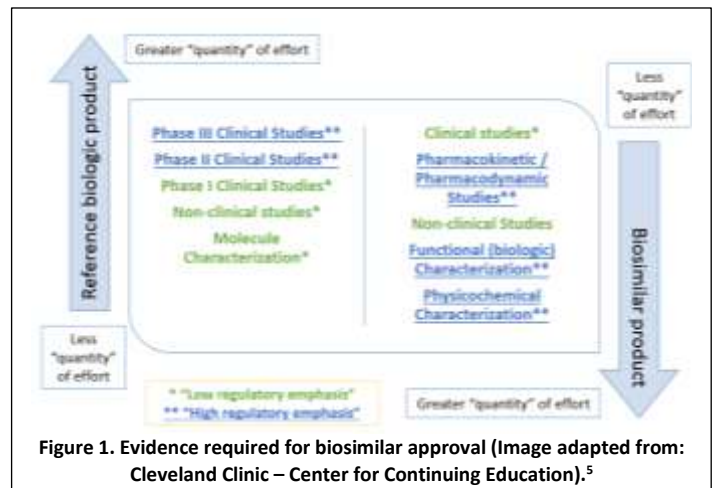 Greater "quantity" of effort
Reference biologic product
Less
"quantity"
of effort
Phase III Clinical Studies**
Phase II Clinical Studies**
Phase I Clinical Studies*
Non-clinical studies*
Molecule
Characterization*
Clinical studies*
Pharmacokinetic /
Pharmacodynamic
Studies**
Non-clinical Studies
Functional (biologic)
Characterization**
Physicochemical
Characterization**
Less
"quantity"
of effort
Biosimilar product
* "Low regulatory emphasis"
** "High regulatory emphasis"
Greater "quantity" of effort
Figure 1. Evidence required for biosimilar approval (Image adapted from:
Cleveland Clinic – Center for Continuing Education).⁵